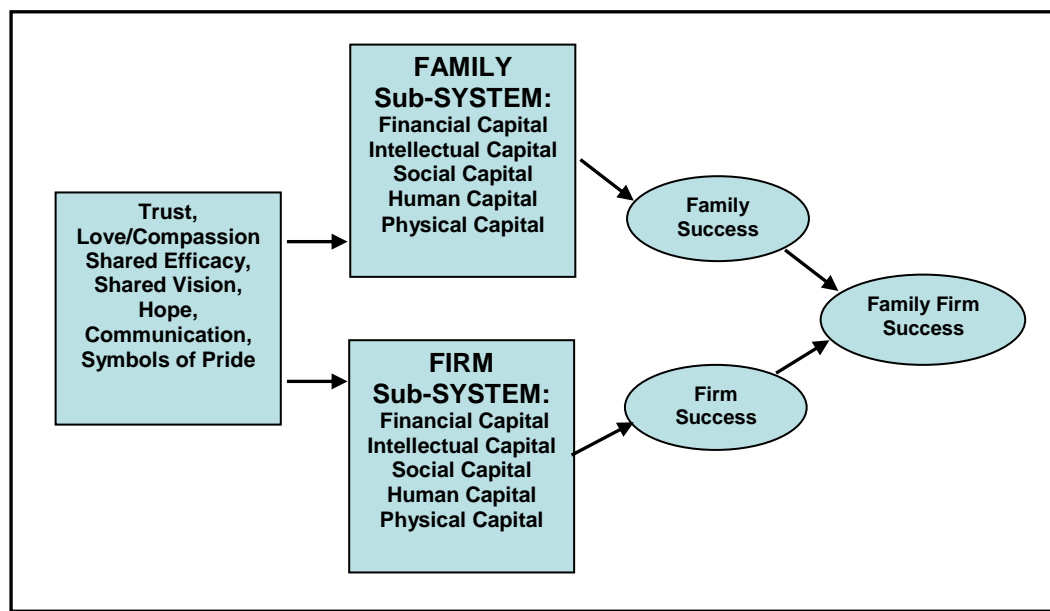 Trust,
Love/Compassion
Shared Efficacy,
Shared Vision,
Hope,
Communication,
Symbols of Pride
FAMILY
Sub-SYSTEM:
Financial Capital
Intellectual Capital
Social Capital
Human Capital
Physical Capital
FIRM
Sub-SYSTEM:
Financial Capital
Intellectual Capital
Social Capital
Human Capital
Physical Capital
Family
Success
Firm
Success
Family Firm
Success